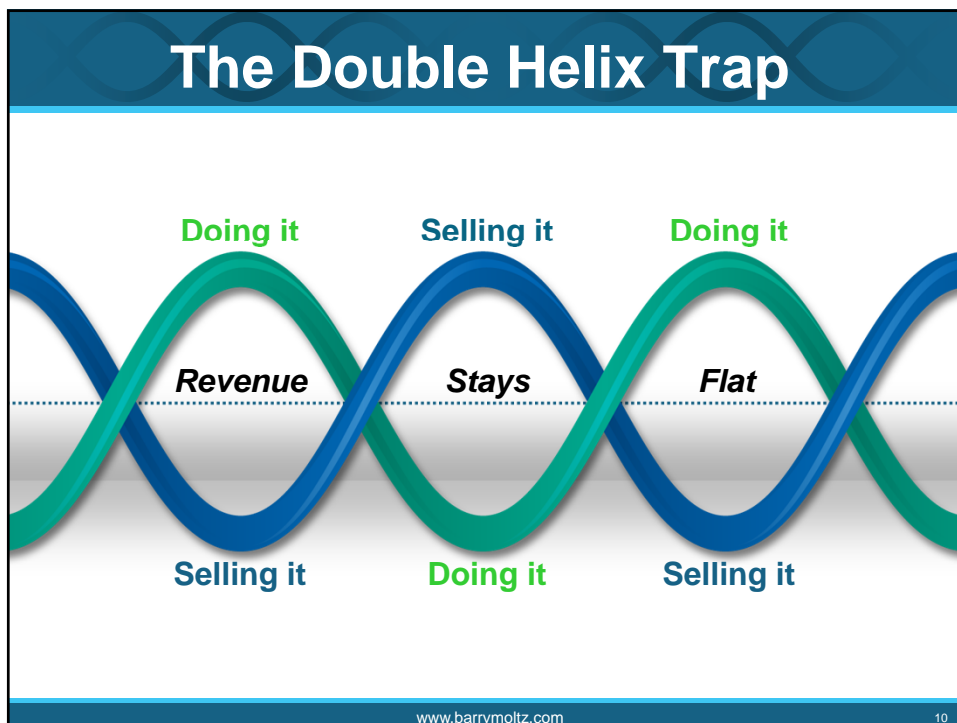 The Double Helix Trap
Doing it Selling it Doing it
Revenue Stays Flat
Selling it Doing it Selling it
www.barrymoltz.com 10